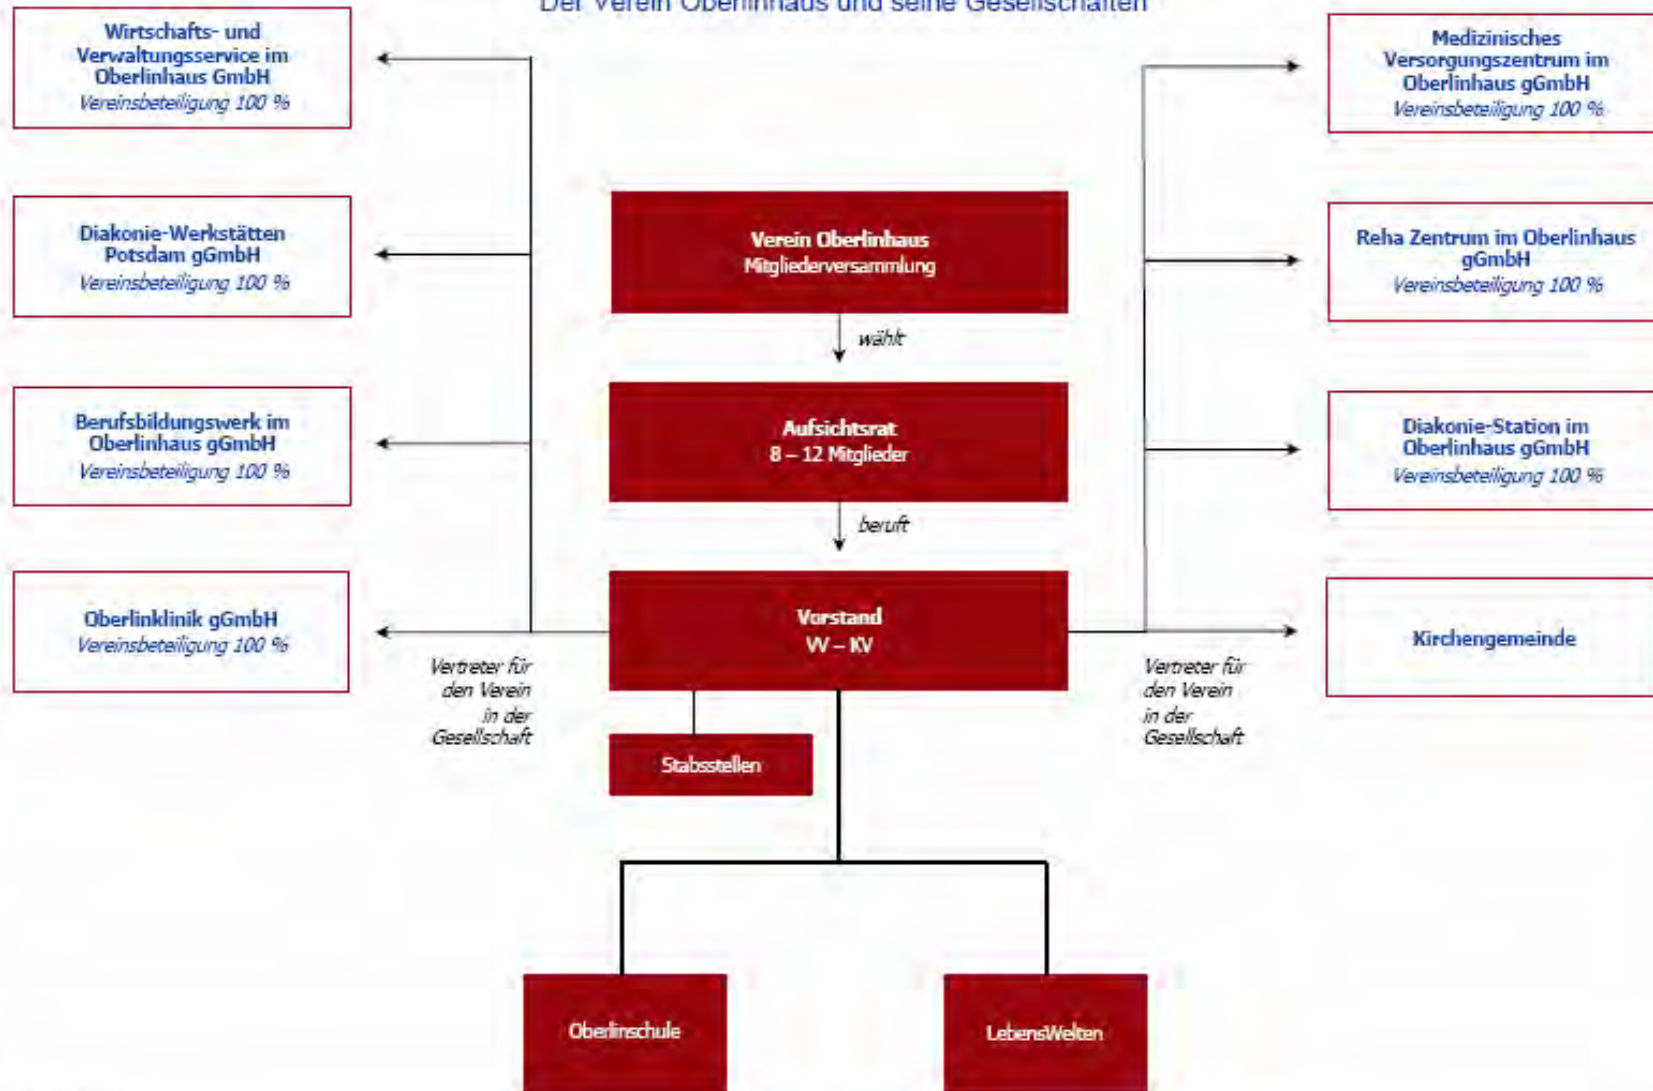 Der Verein Oberlinhaus und seine Gesellschaften
Wirtschafts- und
Verwaltungsservice im
Oberlinhaus GmbH
Vereinsbeteiligung 100 %
Medizinisches
Versorgungszentrum im
Oberlinhaus gGmbH
Vereinsbeteiligung 100 %
Diakonie-Werkstätten
Potsdam gGmbH
Vereinsbeteiligung 100 %
Verein Oberlinhaus
Mitgliederversammlung
Reha Zentrum im Oberlinhaus
gGmbH
Vereinsbeteiligung 100 %
wählt
Berufsbildungswerk im
Oberlinhaus gGmbH
Vereinsbeteiligung 100 %
Aufsichtsrat
8 – 12 Mitglieder
Diakonie-Station im
Oberlinhaus gGmbH
Vereinsbeteiligung 100 %
beruft
Oberlinklinik gGmbH
Vereinsbeteiligung 100 %
Vorstand
VV – KV
Kirchengemeinde
Vertreter für
den Verein
in der
Gesellschaft
Vertreter für
den Verein
in der
Gesellschaft
Stabsstellen
Oberlinschule
LebensWelten